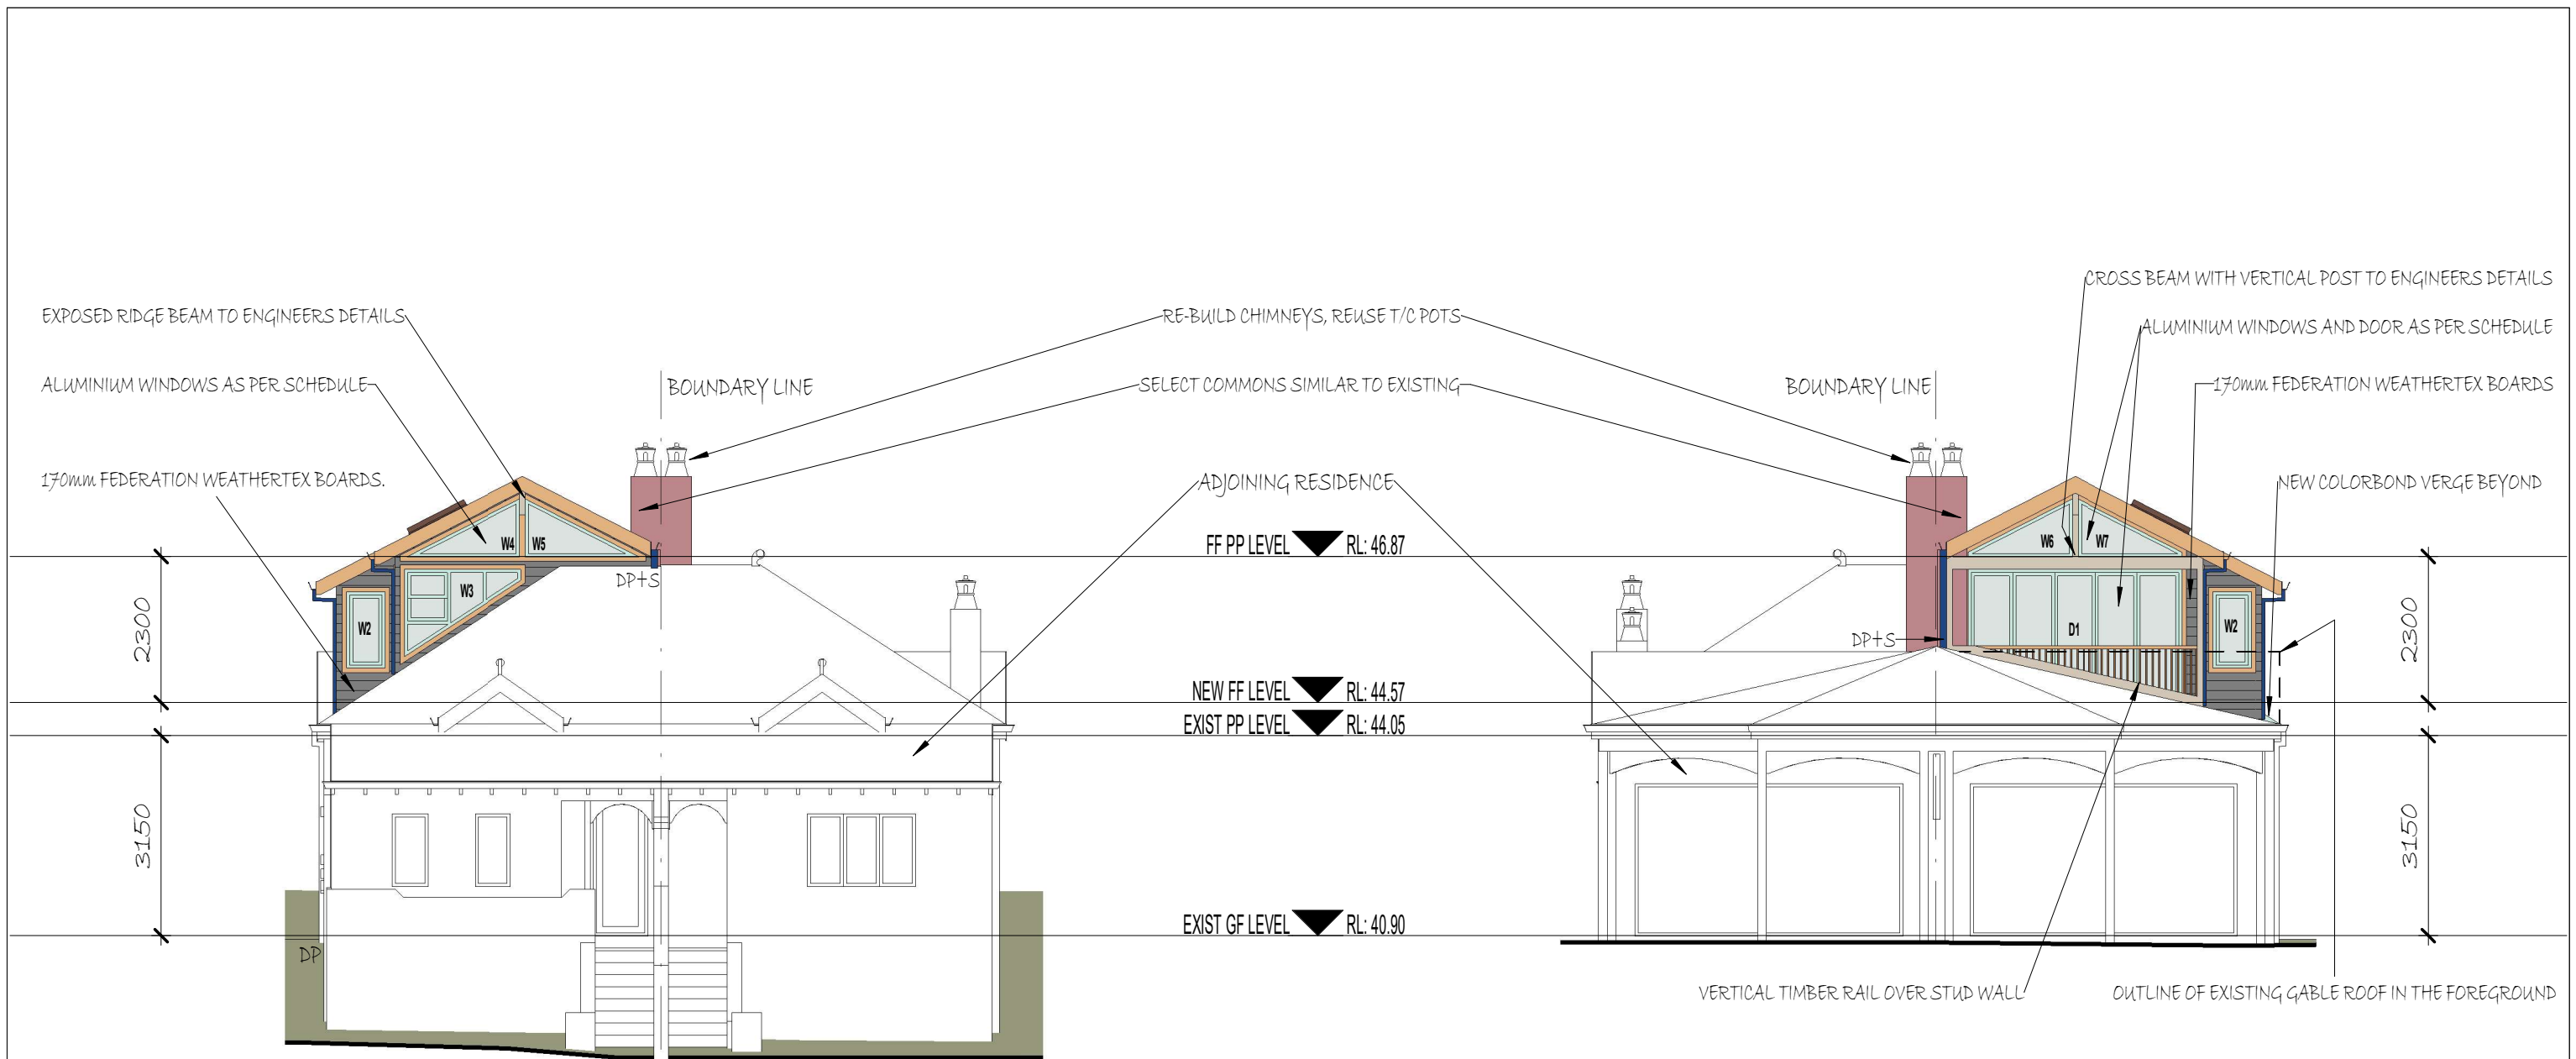 CROSS BEAM WITH VERTICAL POST TO ENGINEERS DETAILS
EXPOSED RIDGE BEAM TO ENGINEERS DETAILS
RE-BUILD CHIMNEYS, REUSE T/C POTS
ALUMINIUM WINDOWS AND DOOR AS PER SCHEDULE
ALUMINIUM WINDOWS AS PER SCHEDULE
BOUNDARY LINE
SELECT COMMONS SIMILAR TO EXISTING
BOUNDARY LINE
170mm FEDERATION WEATHERTEX BOARDS
170mm FEDERATION WEATHERTEX BOARDS.
ADJOINING RESIDENCE
NEW COLORBOND VERGE BEYOND
W4
W5
FF PP LEVEL RL: 46.87
W6
W7
DP+S
W3
W2
2300
DP+S
D1
W2
2300
NEW FF LEVEL RL: 44.57
EXIST PP LEVEL RL: 44.05
3150
3150
EXIST GF LEVEL RL: 40.90
DP
VERTICAL TIMBER RAIL OVER STUD WALL
OUTLINE OF EXISTING GABLE ROOF IN THE FOREGROUND